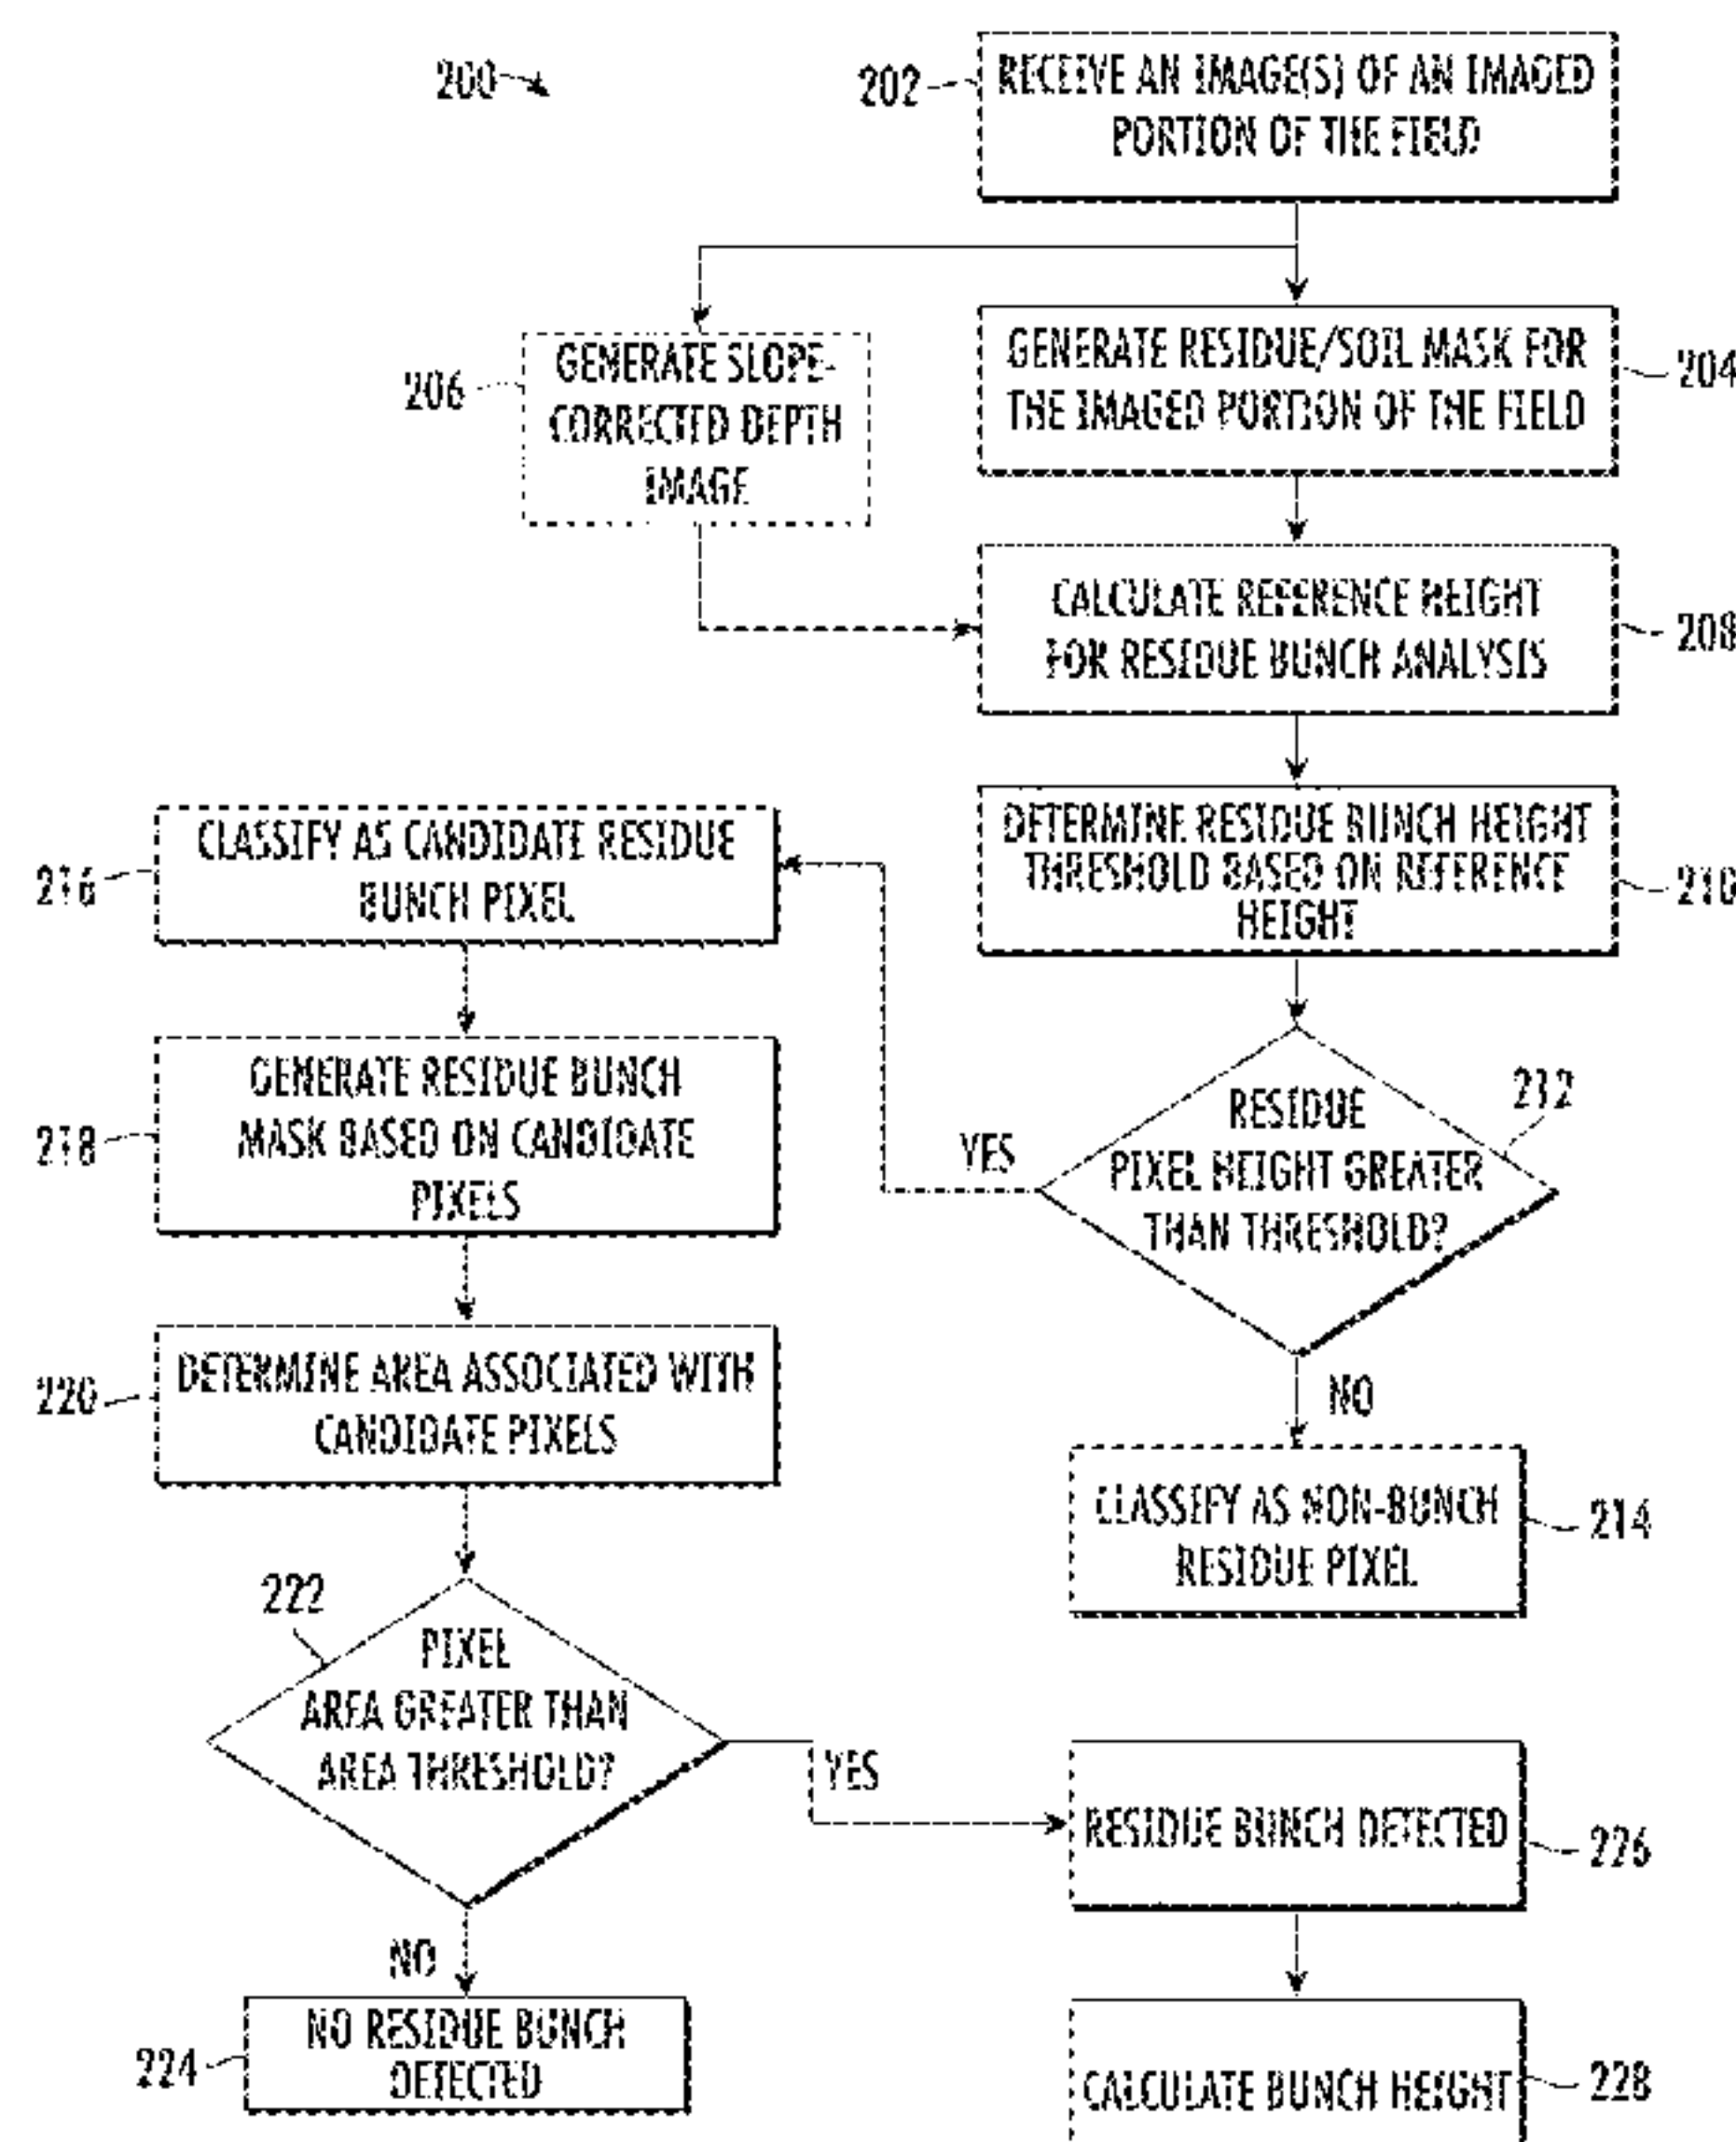 200
202
RECEIVE AN IMAGE(S) OF AN IMAGED
PORTION OF THE FIELD
206
GENERATE SLOPE-
CORRECTED DEPTH
IMAGE
GENERATE RESIDUE/SOIL MASK FOR
THE IMAGED PORTION OF THE FIELD
204
CALCULATE REFERENCE HEIGHT
FOR RESIDUE BUNCH ANALYSIS
208
DETERMINE RESIDUE BUNCH HEIGHT
THRESHOLD BASED ON REFERENCE
HEIGHT
210
RESIDUE
PIXEL HEIGHT GREATER
THAN THRESHOLD?
212
YES
NO
CLASSIFY AS NON-BUNCH
RESIDUE PIXEL
214
216
CLASSIFY AS CANDIDATE RESIDUE
BUNCH PIXEL
218
GENERATE RESIDUE BUNCH
MASK BASED ON CANDIDATE
PIXELS
220
DETERMINE AREA ASSOCIATED WITH
CANDIDATE PIXELS
222
PIXEL
AREA GREATER THAN
AREA THRESHOLD?
YES
NO
224
NO RESIDUE BUNCH
DETECTED
RESIDUE BUNCH DETECTED
226
CALCULATE BUNCH HEIGHT
228